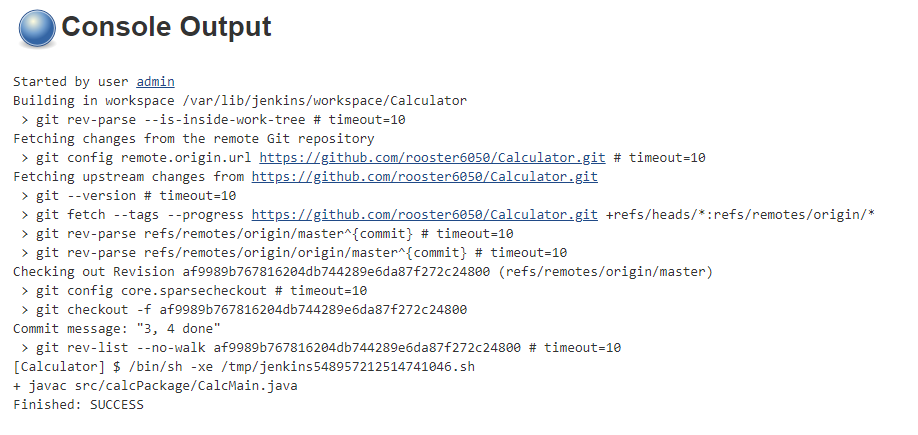 Console Output
Started by user admin
Building in workspace /var/lib/jenkins/workspace/Calculator
> git rev-parse --is-inside-work-tree # timeout=10
Fetching changes from the remote Git repository
> git config remote.origin.url https://github.com/rooster6050/Calculator.git # timeout=10
Fetching upstream changes from https://github.com/rooster6050/Calculator.git
> git --version # timeout=10
> git fetch --tags --progress https://github.com/rooster6050/Calculator.git +refs/heads/*:refs/remotes/origin/*
> git rev-parse refs/remotes/origin/master^{commit} # timeout=10
> git rev-parse refs/remotes/origin/origin/master^{commit} # timeout=10
Checking out Revision af9989b767816204db744289e6da87f272c24800 (refs/remotes/origin/master)
> git config core.sparsecheckout # timeout=10
> git checkout -f af9989b767816204db744289e6da87f272c24800
Commit message: "3, 4 done"
> git rev-list --no-walk af9989b767816204db744289e6da87f272c24800 # timeout=10
[Calculator] $ /bin/sh -xe /tmp/jenkins548957212514741046.sh
+ javac src/calcPackage/CalcMain.java
Finished: SUCCESS